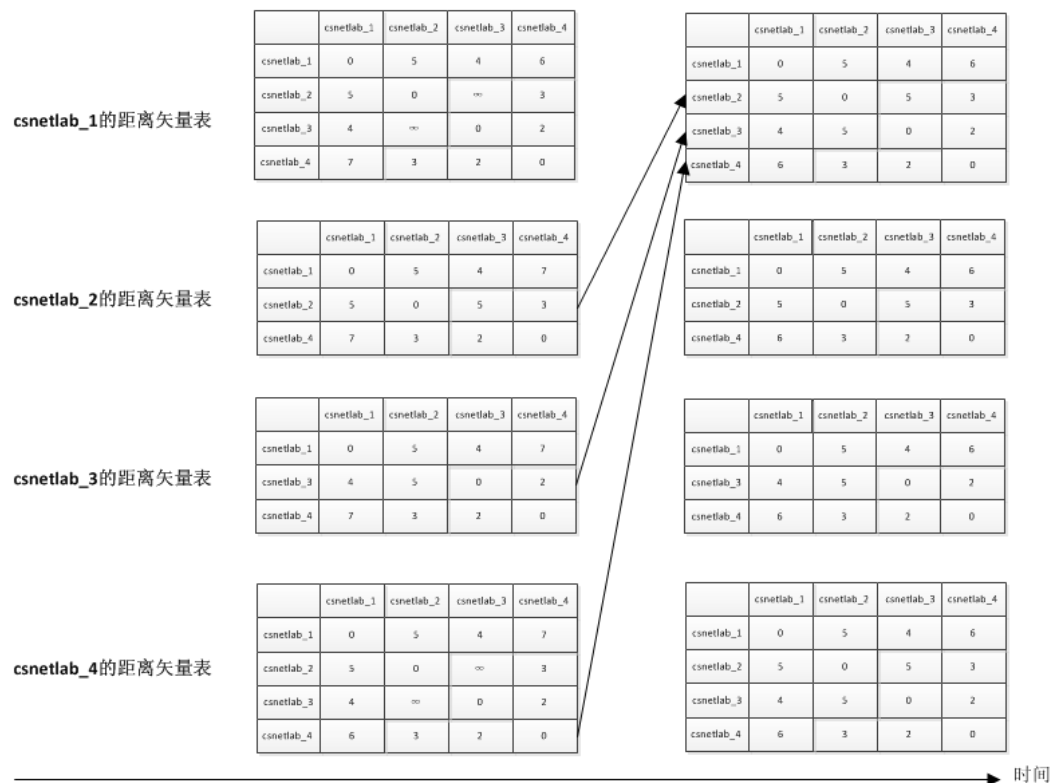 csnetlab_1的距离矢量表
csnetlab_1 csnetlab_2 csnetlab_3 csnetlab_4
csnetlab_1 0 5 4 6
csnetlab_2 5 0 ∞ 3
csnetlab_3 4 ∞ 0 2
csnetlab_4 7 3 2 0
csnetlab_1 csnetlab_2 csnetlab_3 csnetlab_4
csnetlab_1 0 5 4 6
csnetlab_2 5 0 5 3
csnetlab_3 4 5 0 2
csnetlab_4 6 3 2 0
csnetlab_2的距离矢量表
csnetlab_1 csnetlab_2 csnetlab_3 csnetlab_4
csnetlab_1 0 5 4 7
csnetlab_2 5 0 5 3
csnetlab_4 7 3 2 0
csnetlab_1 csnetlab_2 csnetlab_3 csnetlab_4
csnetlab_1 0 5 4 6
csnetlab_2 5 0 5 3
csnetlab_4 6 3 2 0
csnetlab_3的距离矢量表
csnetlab_1 csnetlab_2 csnetlab_3 csnetlab_4
csnetlab_1 0 5 4 7
csnetlab_3 4 5 0 2
csnetlab_4 7 3 2 0
csnetlab_1 csnetlab_2 csnetlab_3 csnetlab_4
csnetlab_1 0 5 4 6
csnetlab_3 4 5 0 2
csnetlab_4 6 3 2 0
csnetlab_4的距离矢量表
csnetlab_1 csnetlab_2 csnetlab_3 csnetlab_4
csnetlab_1 0 5 4 7
csnetlab_2 5 0 ∞ 3
csnetlab_3 4 ∞ 0 2
csnetlab_4 6 3 2 0
csnetlab_1 csnetlab_2 csnetlab_3 csnetlab_4
csnetlab_1 0 5 4 6
csnetlab_2 5 0 5 3
csnetlab_3 4 5 0 2
csnetlab_4 6 3 2 0
时间